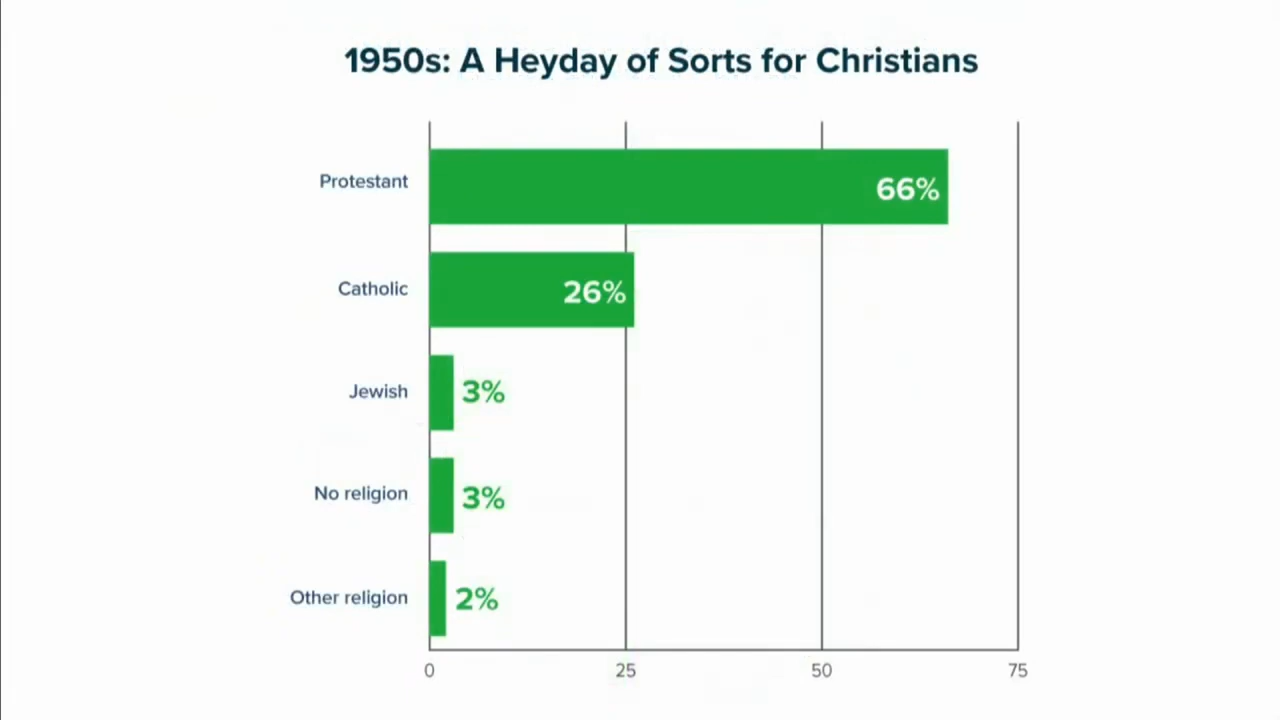 1950s: A Heyday of Sorts for Christians
Protestant
66%
Catholic
26%
Jewish
3%
No religion
3%
Other religion
2%
0 25 50 75